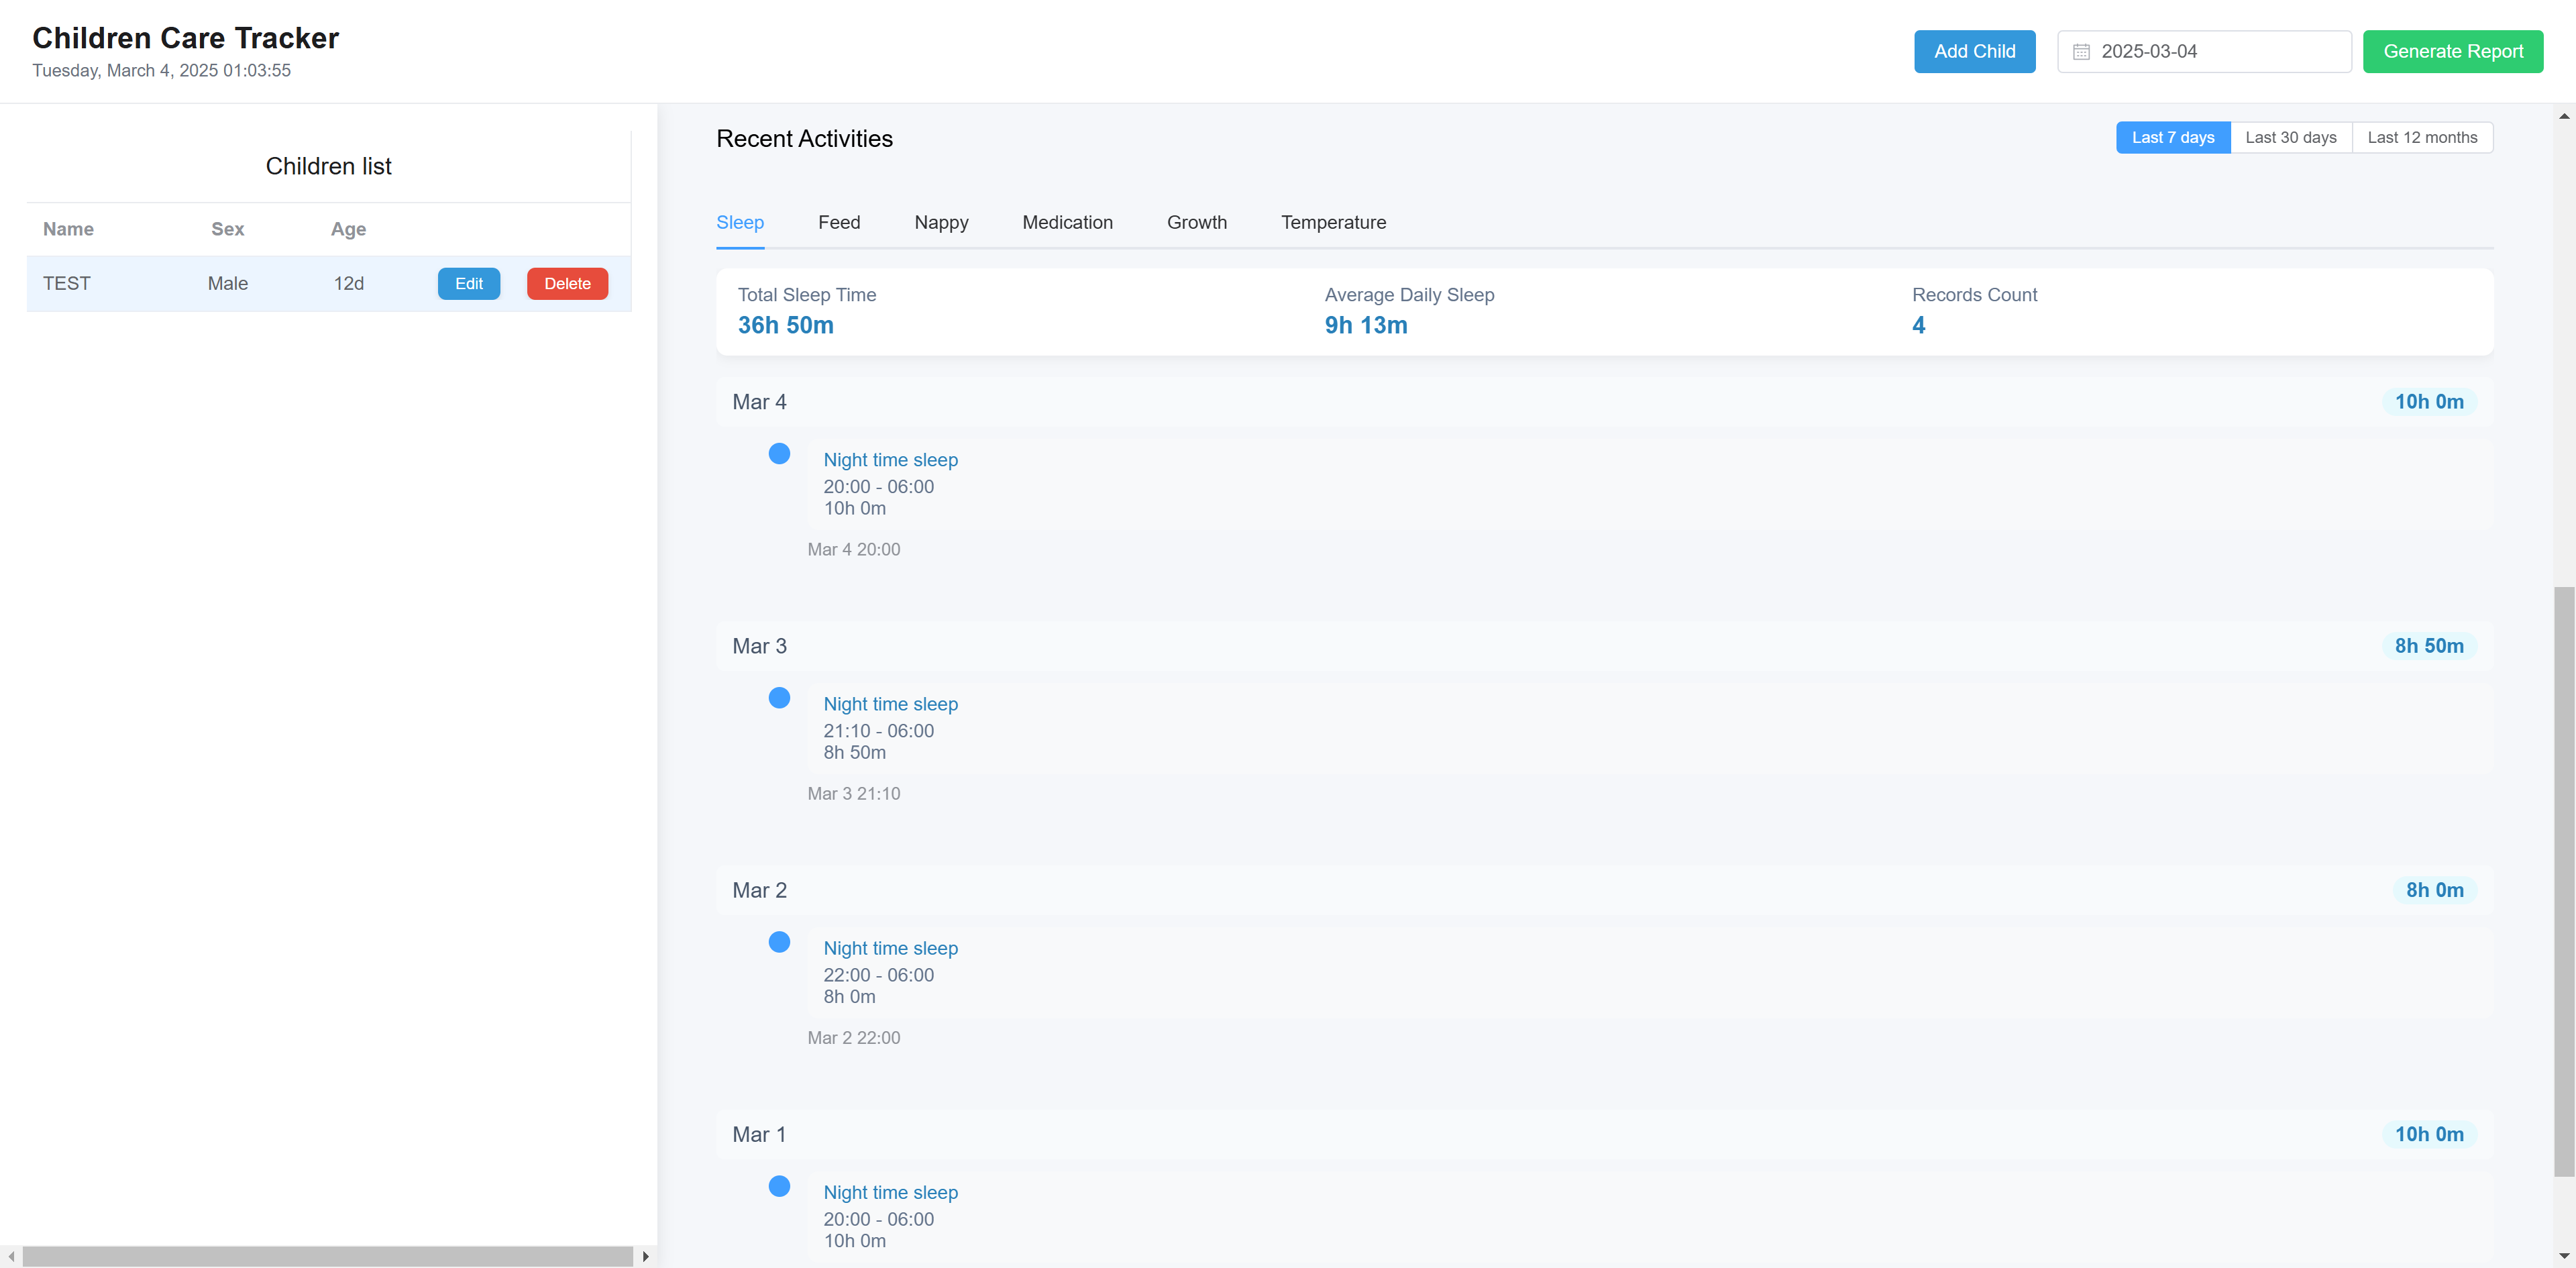 Children Care Tracker
Tuesday, March 4, 2025 01:03:55
Add Child
2025-03-04
Generate Report
Children list
Name Sex Age
TEST Male 12d Edit Delete
Recent Activities
Last 7 days Last 30 days Last 12 months
Sleep Feed Nappy Medication Growth Temperature
Total Sleep Time Average Daily Sleep Records Count
36h 50m 9h 13m 4
Mar 4 10h 0m
Night time sleep
20:00 - 06:00
10h 0m
Mar 4 20:00
Mar 3 8h 50m
Night time sleep
21:10 - 06:00
8h 50m
Mar 3 21:10
Mar 2 8h 0m
Night time sleep
22:00 - 06:00
8h 0m
Mar 2 22:00
Mar 1 10h 0m
Night time sleep
20:00 - 06:00
10h 0m